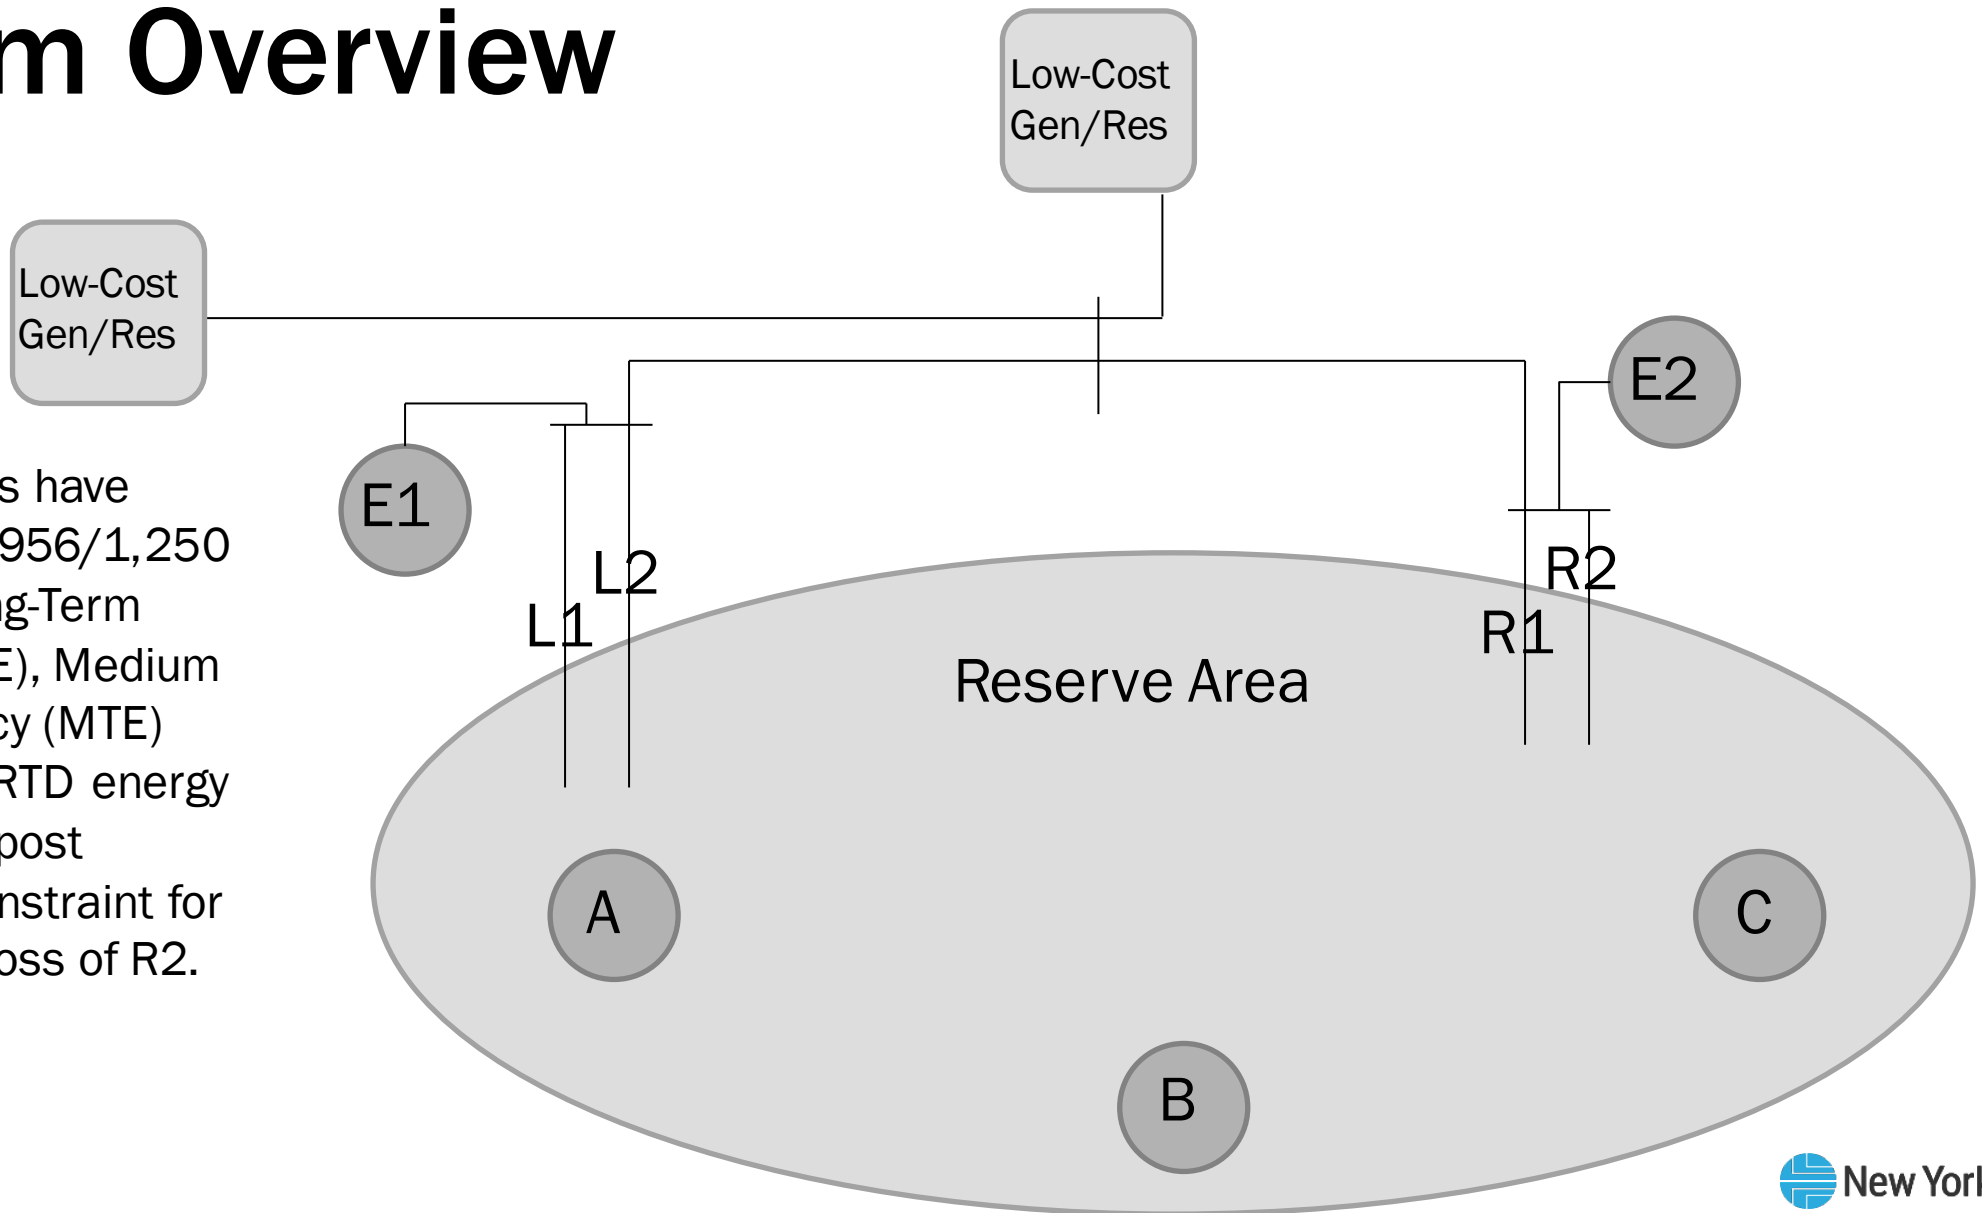 m Overview
Low-Cost
Gen/Res
Low-Cost
Gen/Res
E2
E1
s have
956/1,250
g-Term
E), Medium
cy (MTE)
RTD energy
post
nstraint for
oss of R2.
L2
L1
R2
R1
Reserve Area
A
C
B
New York